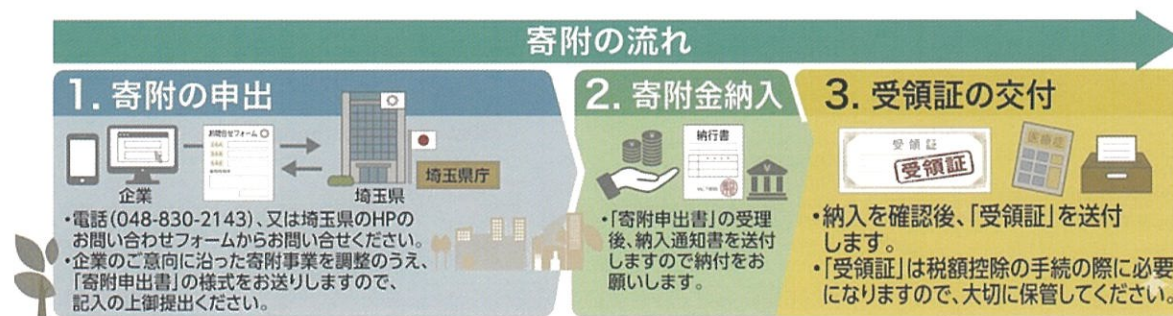 寄附の流れ
1. 寄附の申出
お問合せフォーム
企業
埼玉県
埼玉県庁
・電話(048-830-2143)、又は埼玉県のHPの
お問い合わせフォームからお問い合せください。
・企業のご意向に沿った寄附事業を調整のうえ、
「寄附申出書」の様式をお送りしますので、
記入の上御提出ください。
2. 寄附金納入
納行書
・「寄附申出書」の受理
後、納入通知書を送付
しますので納付をお
願いします。
3. 受領証の交付
受領証
受領証
医療症
・納入を確認後、「受領証」を送付
します。
・「受領証」は税額控除の手続の際に必要
になりますので、大切に保管してください。